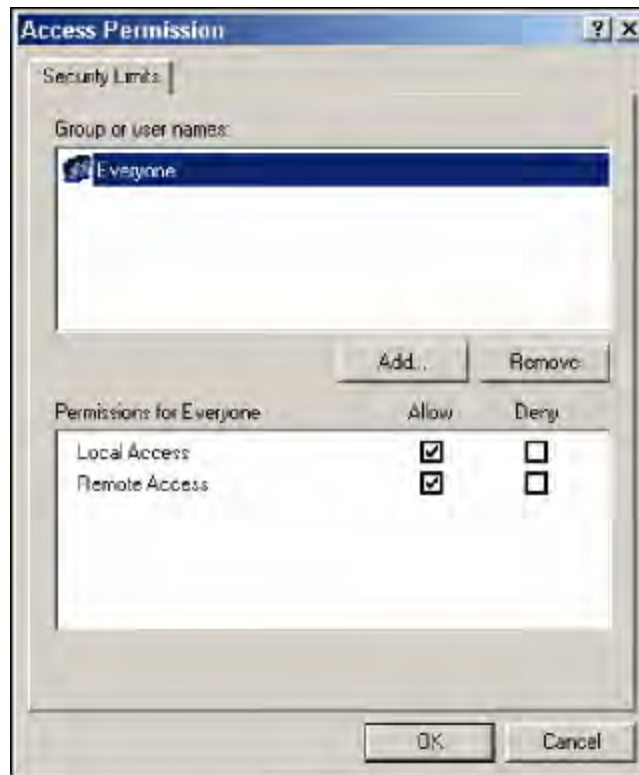 Access Permission
Security Limits
Group or user names:
Everyone
Add... Remove
Permissions for Everyone Allow Deny
Local Access
Remote Access
OK Cancel